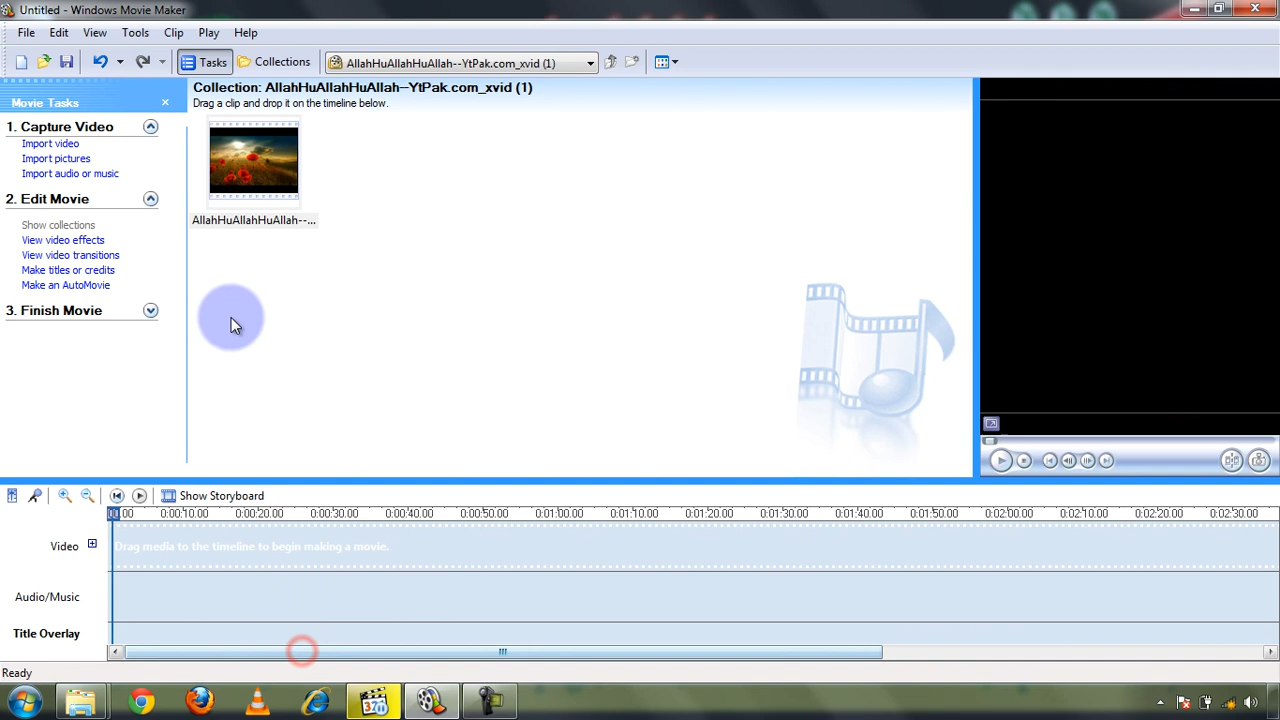 Untitled - Windows Movie Maker
File Edit View Tools Clip Play Help
Tasks Collections AllahHuAllahHuAllah--YtPak.com_xvid (1)
Movie Tasks
Collection: AllahHuAllahHuAllah--YtPak.com_xvid (1)
Drag a clip and drop it on the timeline below.
1. Capture Video
Import video
Import pictures
Import audio or music
2. Edit Movie
Show collections
View video effects
View video transitions
Make titles or credits
Make an AutoMovie
3. Finish Movie
AllahHuAllahHuAllah--...
Show Storyboard
0:00:10.00 0:00:20.00 0:00:30.00 0:00:40.00 0:00:50.00 0:01:00.00 0:01:10.00 0:01:20.00 0:01:30.00 0:01:40.00 0:01:50.00 0:02:00.00 0:02:10.00 0:02:20.00 0:02:30.00
Video Drag media to the timeline to begin making a movie.
Audio/Music
Title Overlay
Ready